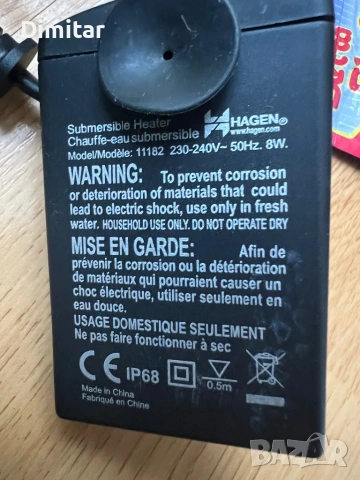 Dimitar
Submersible Heater
Chauffe-eau submersible
HAGEN®
www.hagen.com
Model/Modèle: 11182 230-240V~ 50Hz. 8W.
WARNING: To prevent corrosion
or deterioration of materials that could
lead to electric shock, use only in fresh
water. HOUSEHOLD USE ONLY. DO NOT OPERATE DRY
MISE EN GARDE: Afin de
prévenir la corrosion ou la détérioration
de matériaux qui pourraient causer un
choc électrique, utiliser seulement en
eau douce.
USAGE DOMESTIQUE SEULEMENT
Ne pas faire fonctionner à sec
CE IP68 0.5m
Made in China
Fabriqué en Chine
BAZAR